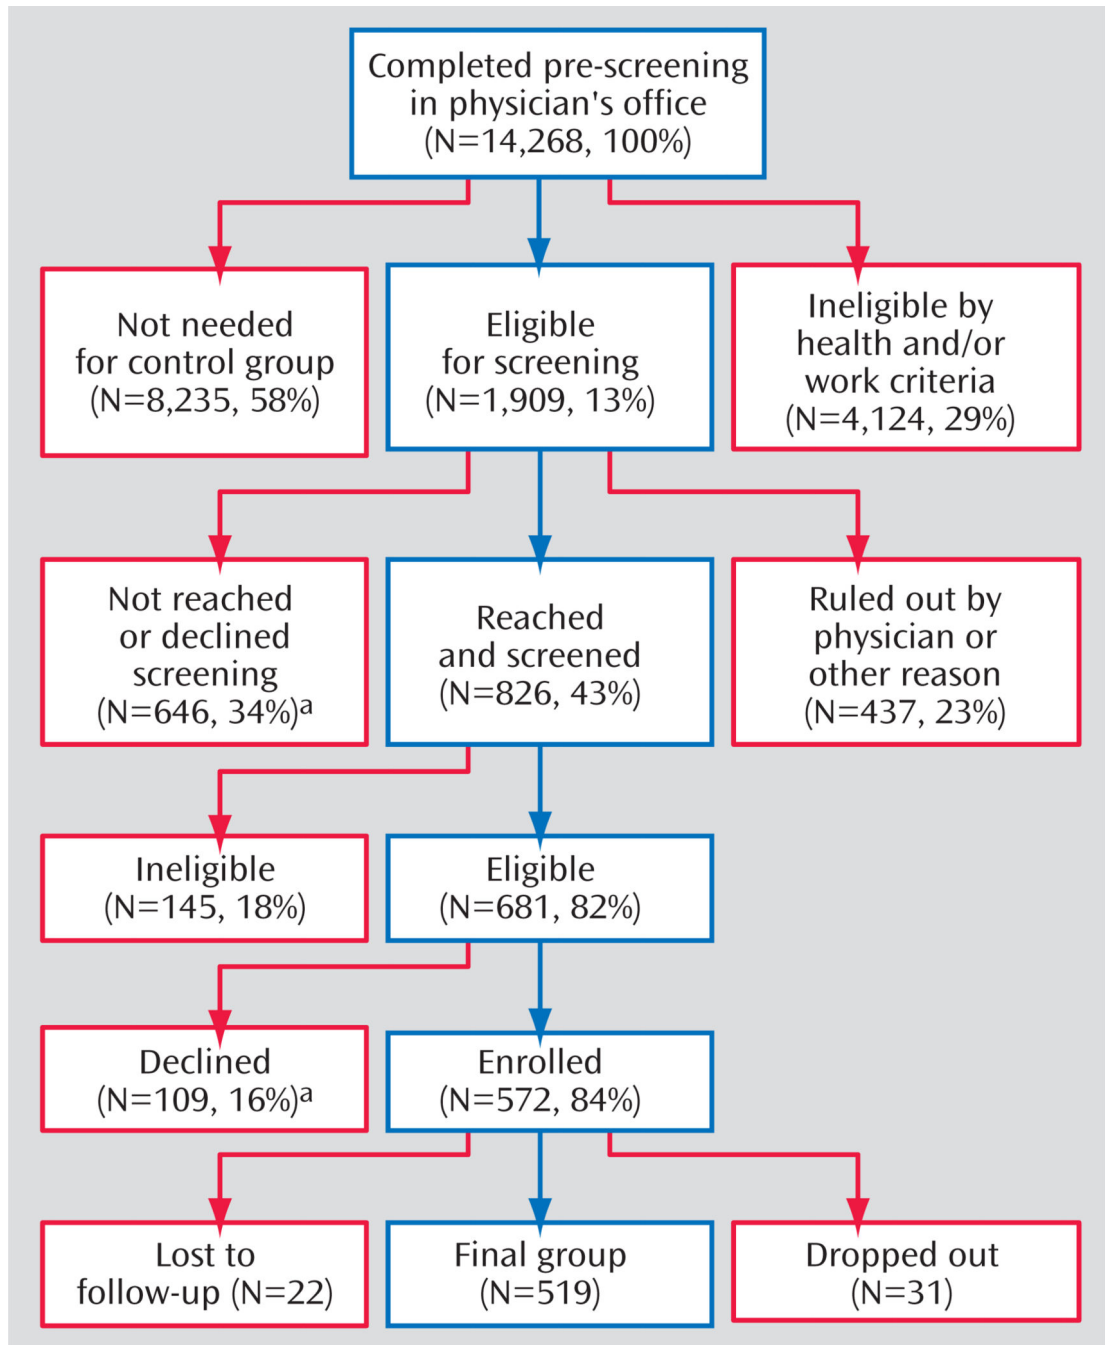 Completed pre-screening
in physician's office
(N=14,268, 100%)
Not needed
for control group
(N=8,235, 58%)
Eligible
for screening
(N=1,909, 13%)
Ineligible by
health and/or
work criteria
(N=4,124, 29%)
Not reached
or declined
screening
(N=646, 34%)a
Reached
and screened
(N=826, 43%)
Ruled out by
physician or
other reason
(N=437, 23%)
Ineligible
(N=145, 18%)
Eligible
(N=681, 82%)
Declined
(N=109, 16%)a
Enrolled
(N=572, 84%)
Lost to
follow-up (N=22)
Final group
(N=519)
Dropped out
(N=31)